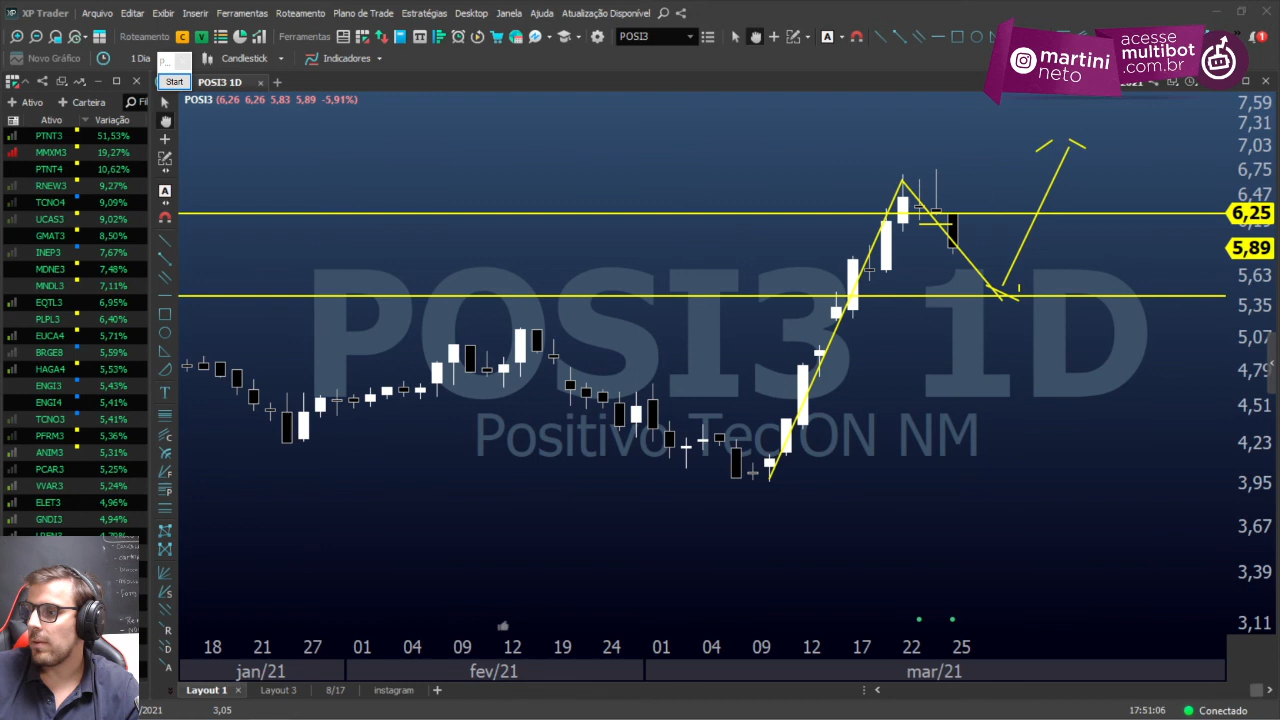 XP Trader Arquivo Editar Exibir Inserir Ferramentas Roteamento Plano de Trade Estratégias Desktop Janela Ajuda Atualização Disponível
Roteamento C V Ferramentas POSI3
Novo Gráfico 1 Dia Candlestick Indicadores
P...
Start
POSI3 1D
martini
neto
acesse
multibot
.com.br
1
Ativo Carteira Fil
Ativo Variação
PTNT3 51,53%
MMXM3 19,27%
PTNT4 10,62%
RNEW3 9,27%
TCNO4 9,09%
UCAS3 9,02%
GMAT3 8,50%
INEP3 7,67%
MDNE3 7,48%
MNDL3 7,11%
EQTL3 6,95%
PLPL3 6,40%
EUCA4 5,71%
BRGE8 5,59%
HAGA4 5,53%
ENGI3 5,43%
ENGI4 5,41%
TCNO3 5,41%
PFRM3 5,36%
ANIM3 5,31%
PCAR3 5,25%
VVAR3 5,24%
ELET3 4,96%
GNDI3 4,94%
POSI3 (6,26 6,26 5,83 5,89 -5,91%)
POSI3 1D
Positivo Tec ON NM
7,59
7,31
7,03
6,75
6,47
6,25
5,89
5,63
5,35
5,07
4,79
4,51
4,23
3,95
3,67
3,39
3,11
18 21 27 01 04 09 12 19 24 01 04 09 12 17 22 25
jan/21 fev/21 mar/21
Layout 1 Layout 3 8/17 instagram
/2021 3,05 17:51:06 Conectado